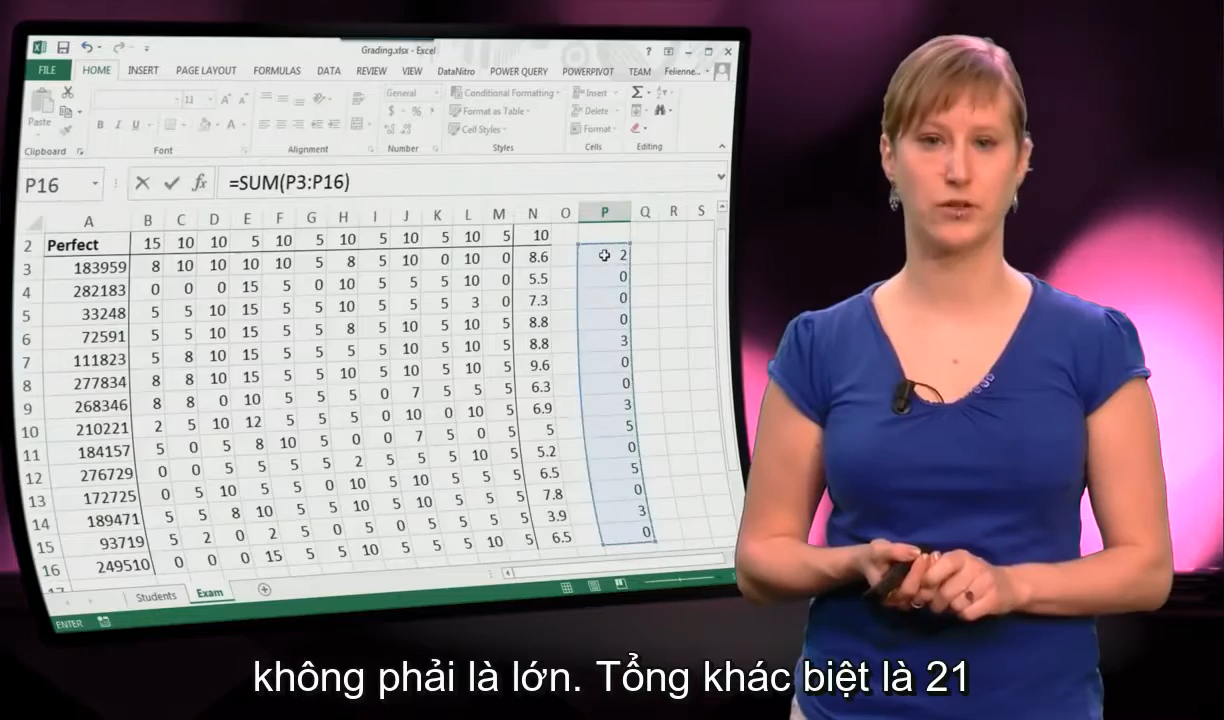 Grading.xlsx - Excel
FILE HOME INSERT PAGE LAYOUT FORMULAS DATA REVIEW VIEW DataNitro POWER QUERY POWERPIVOT TEAM Felienne...
11 A A General Conditional Formatting Insert Σ
Paste B I U A $ % Format as Table Delete
Cell Styles Format
Clipboard Font Alignment Number Styles Cells Editing
P16 fx =SUM(P3:P16)
A B C D E F G H I J K L M N O P Q R S
2 Perfect 15 10 10 5 10 5 10 5 10 5 10 5 10
3 183959 8 10 10 10 10 5 8 5 10 0 10 0 8.6 2
4 282183 0 0 0 15 5 0 10 5 5 5 10 0 5.5 0
5 33248 5 5 10 15 5 5 10 5 5 5 3 0 7.3 0
6 72591 5 5 10 15 5 5 8 5 10 5 10 5 8.8 0
7 111823 5 8 10 15 5 5 5 5 10 5 10 5 8.8 3
8 277834 8 8 10 15 5 5 10 5 10 5 10 5 9.6 0
9 268346 8 8 0 10 5 5 5 0 7 5 5 5 6.3 0
10 210221 2 5 10 12 5 5 5 0 10 0 10 5 6.9 3
11 184157 5 0 5 8 10 5 0 0 7 5 0 5 5 5
12 276729 0 0 5 5 5 5 2 5 5 5 10 5 5.2 0
13 172725 0 5 10 5 5 0 10 5 10 5 5 5 6.5 5
14 189471 5 5 8 10 5 5 10 5 10 5 5 5 7.8 0
15 93719 5 2 0 2 5 0 5 0 5 5 5 5 3.9 3
16 249510 0 0 0 15 5 5 10 5 5 5 10 5 6.5 0
Students Exam
ENTER
không phải là lớn. Tổng khác biệt là 21